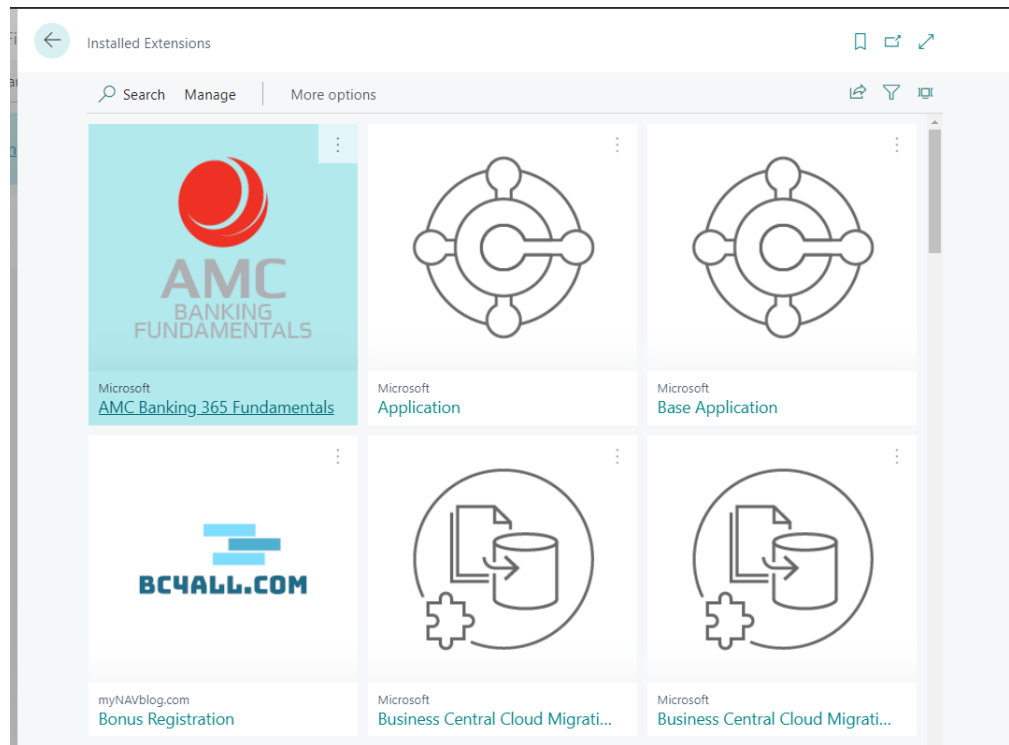 Installed Extensions
Search Manage More options
AMC
BANKING
FUNDAMENTALS
Microsoft
AMC Banking 365 Fundamentals
Microsoft
Application
Microsoft
Base Application
BC4ALL.COM
myNAVblog.com
Bonus Registration
Microsoft
Business Central Cloud Migrati...
Microsoft
Business Central Cloud Migrati...